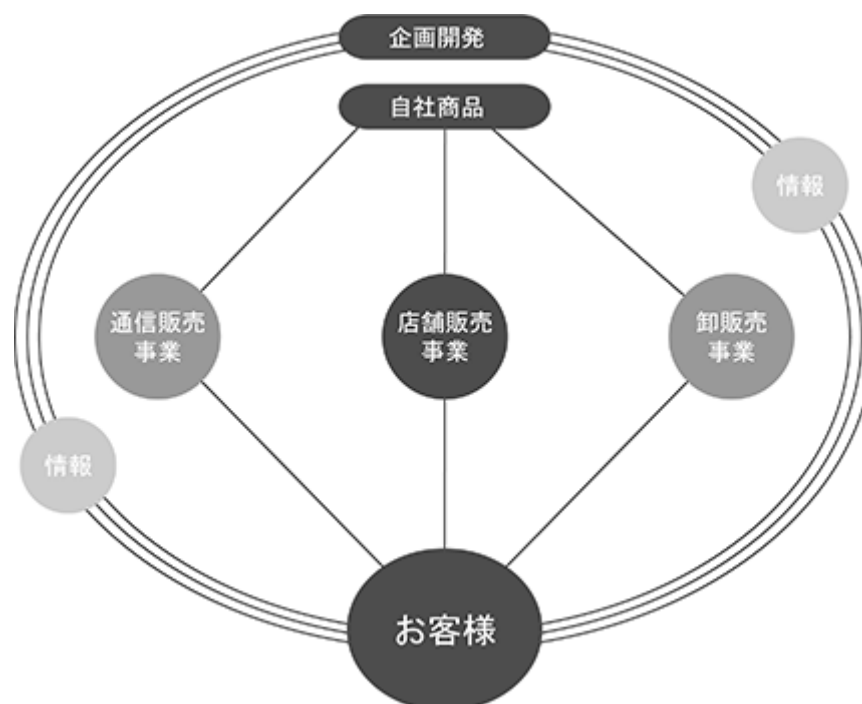 企画開発
自社商品
情報
通信販売
事業
店舗販売
事業
卸販売
事業
情報
お客様